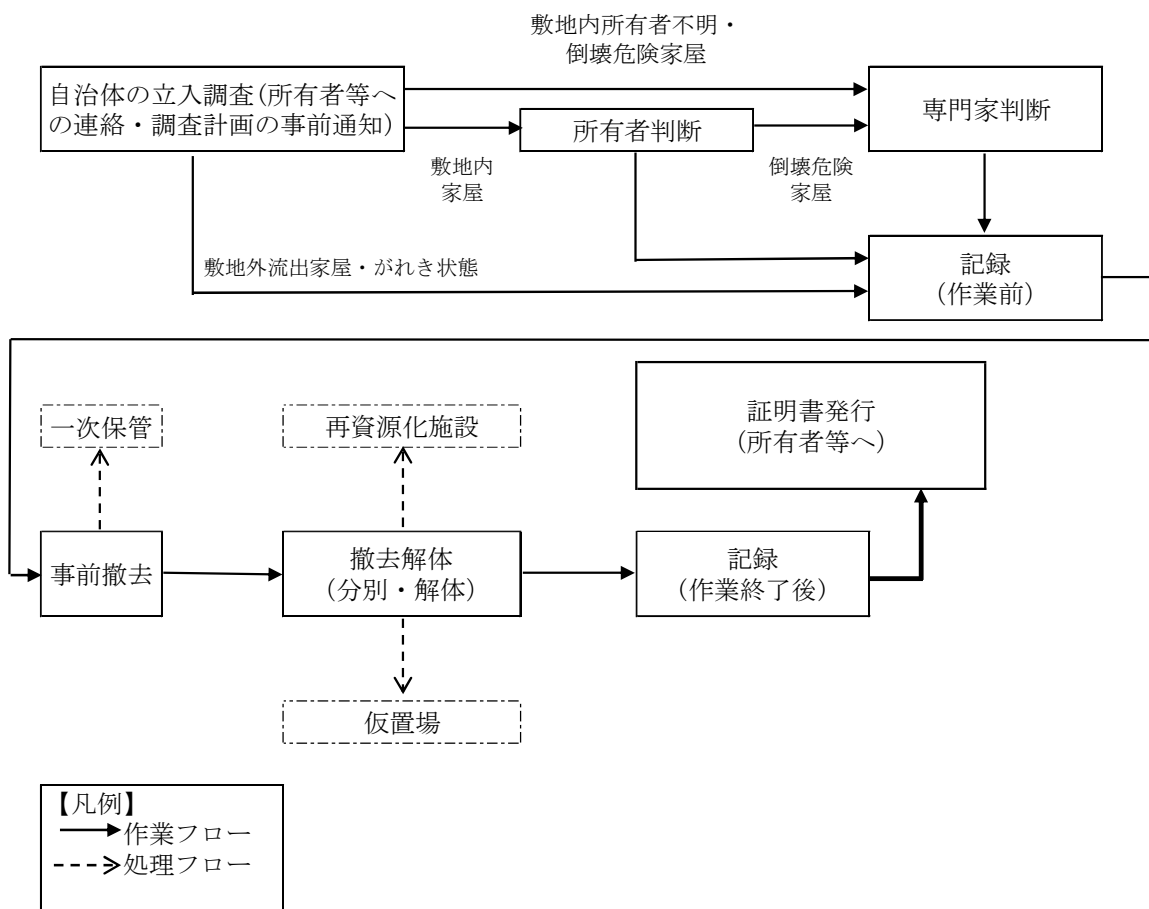 敷地内所有者不明・
倒壊危険家屋
自治体の立入調査(所有者等へ
の連絡・調査計画の事前通知)
所有者判断
専門家判断
敷地内
家屋
倒壊危険
家屋
敷地外流出家屋・がれき状態
記録
(作業前)
一次保管
再資源化施設
証明書発行
(所有者等へ)
事前撤去
撤去解体
(分別・解体)
記録
(作業終了後)
仮置場
【凡例】
作業フロー
処理フロー